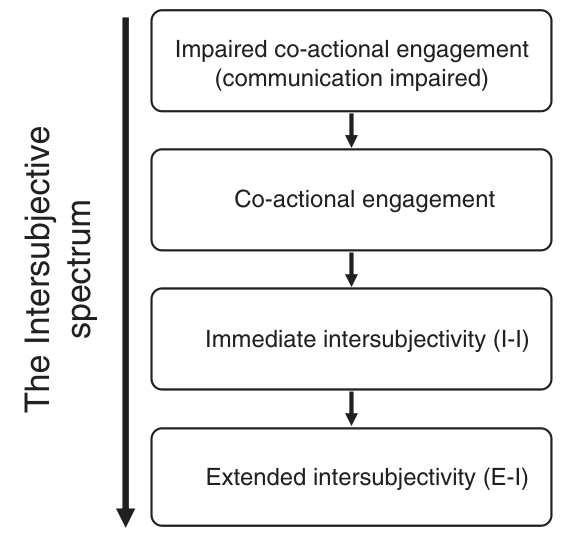 The Intersubjective
spectrum
Impaired co-actional engagement
(communication impaired)
Co-actional engagement
Immediate intersubjectivity (I-I)
Extended intersubjectivity (E-I)